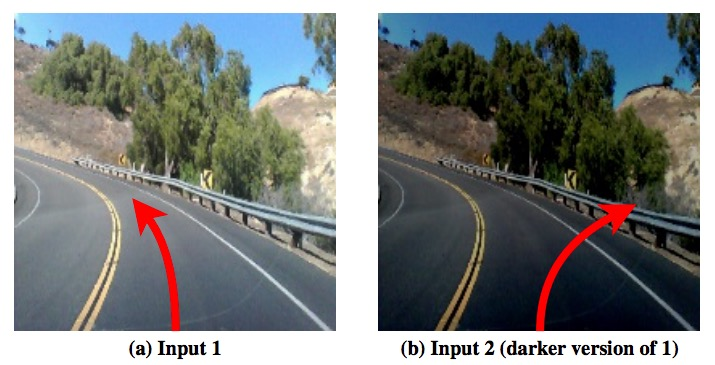 (a) Input 1
(b) Input 2 (darker version of 1)